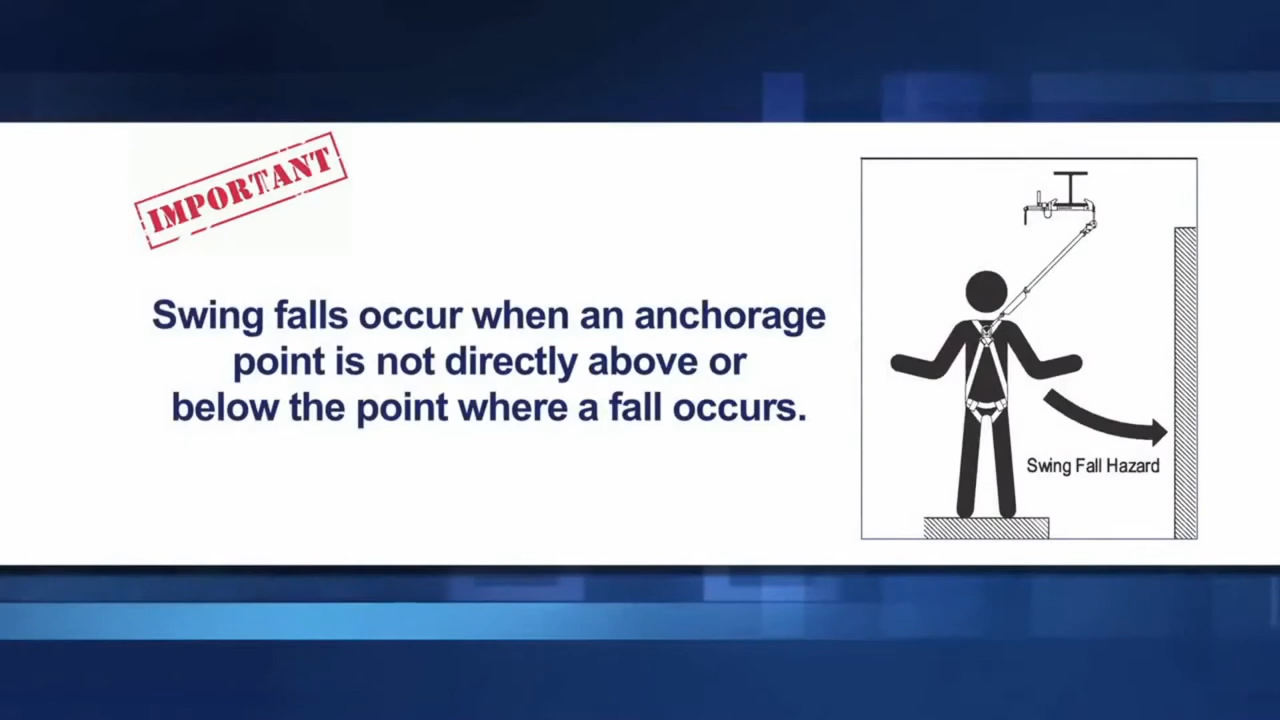 IMPORTANT
Swing falls occur when an anchorage
point is not directly above or
below the point where a fall occurs.
Swing Fall Hazard